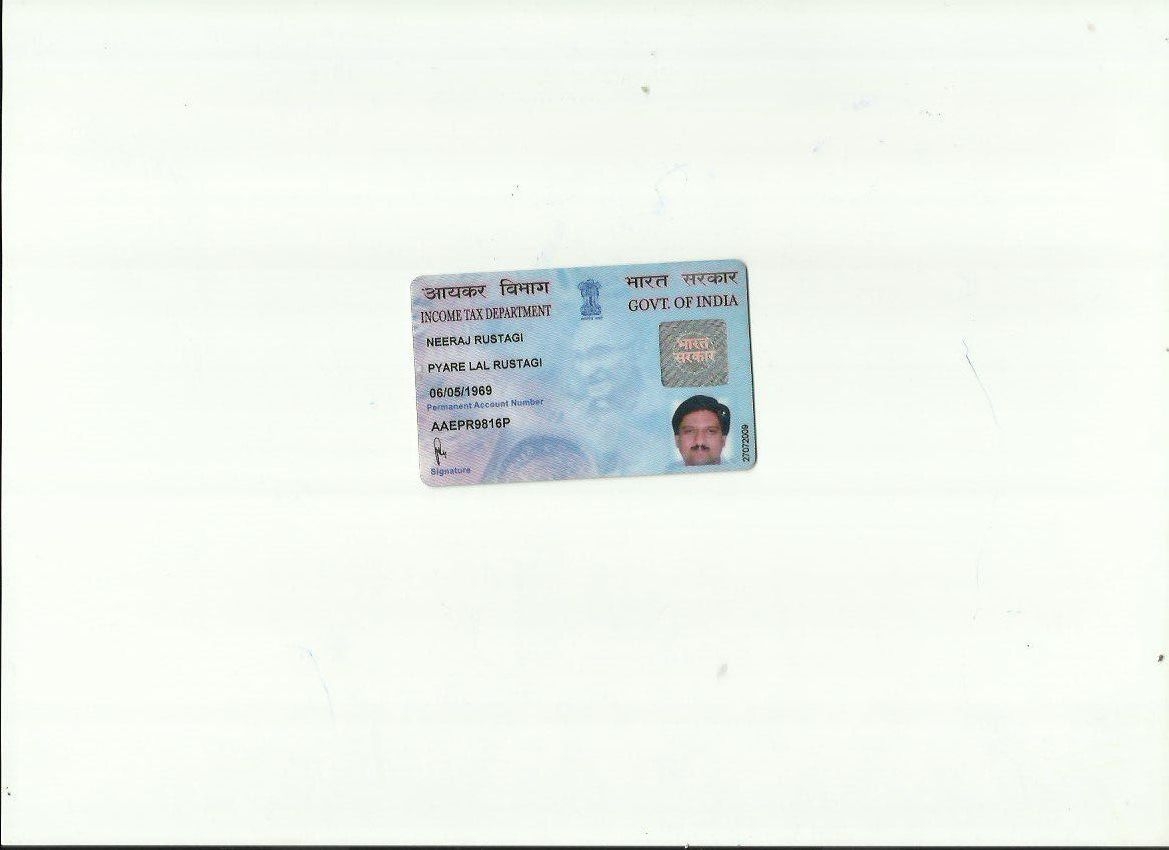 आयकर विभाग
INCOME TAX DEPARTMENT
भारत सरकार
GOVT. OF INDIA
NEERAJ RUSTAGI
PYARE LAL RUSTAGI
06/05/1969
Permanent Account Number
AAEPR9816P
Signature
भारत
सरकार
27072009